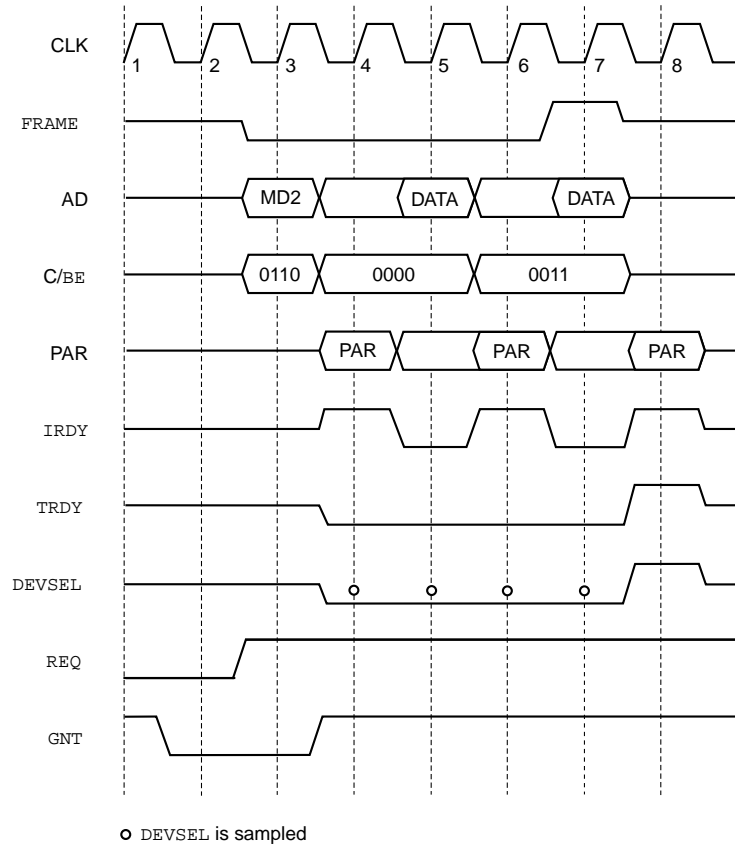 CLK
1 2 3 4 5 6 7 8
FRAME
AD MD2 DATA DATA
C/BE 0110 0000 0011
PAR PAR PAR PAR
IRDY
TRDY
DEVSEL
REQ
GNT
DEVSEL is sampled